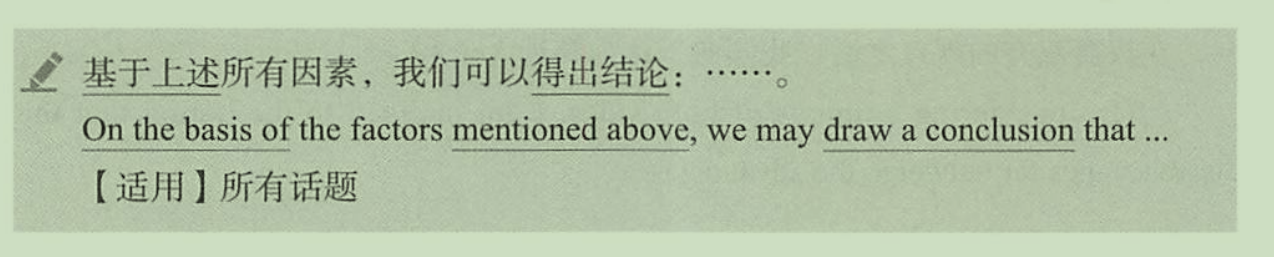 基于上述所有因素，我们可以得出结论：……。
On the basis of the factors mentioned above, we may draw a conclusion that ...
【适用】所有话题